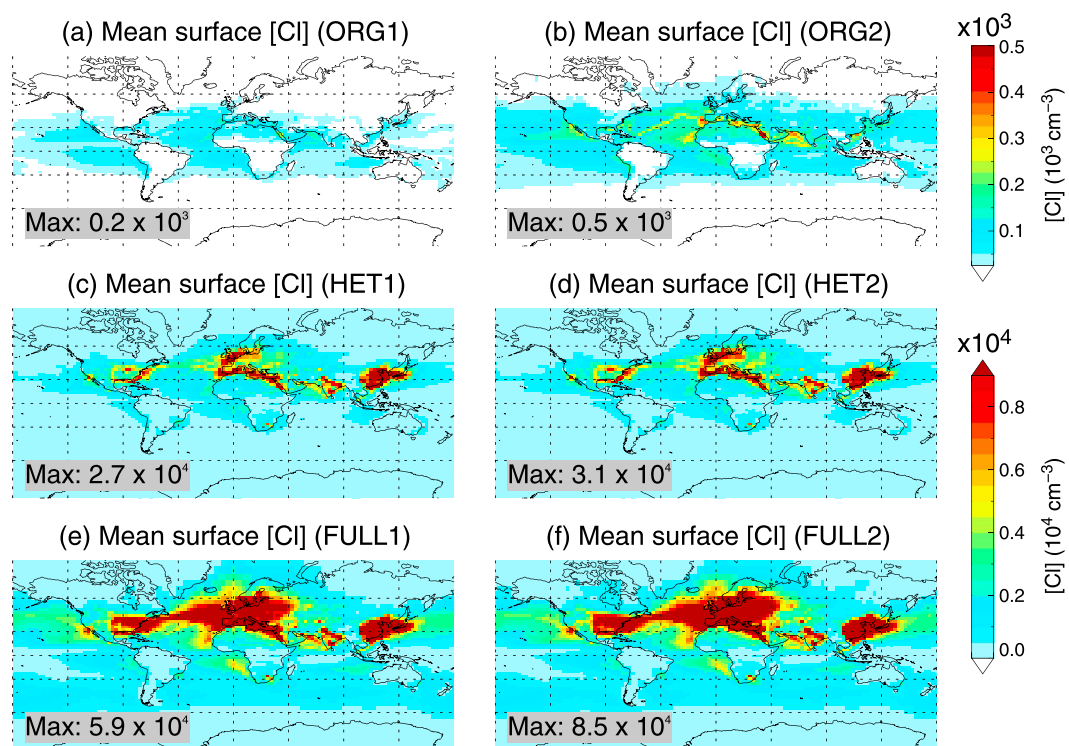 (a) Mean surface [Cl] (ORG1)
(b) Mean surface [Cl] (ORG2)
x10³
0.5
0.4
0.3
0.2
0.1
[Cl] (10³ cm⁻³)
Max: 0.2 x 10³
Max: 0.5 x 10³
(c) Mean surface [Cl] (HET1)
(d) Mean surface [Cl] (HET2)
x10⁴
0.8
0.6
0.4
0.2
0.0
[Cl] (10⁴ cm⁻³)
Max: 2.7 x 10⁴
Max: 3.1 x 10⁴
(e) Mean surface [Cl] (FULL1)
(f) Mean surface [Cl] (FULL2)
Max: 5.9 x 10⁴
Max: 8.5 x 10⁴